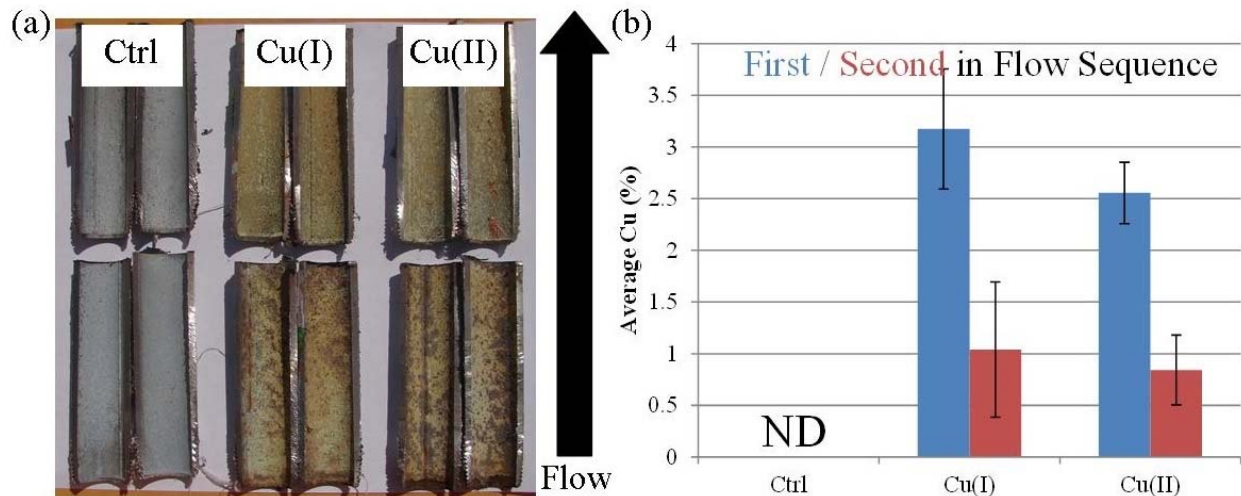 (a)
Ctrl
Cu(I)
Cu(II)
Flow
(b)
First / Second in Flow Sequence
Average Cu (%)
4
3.5
3
2.5
2
1.5
1
0.5
0
ND
Ctrl
Cu(I)
Cu(II)